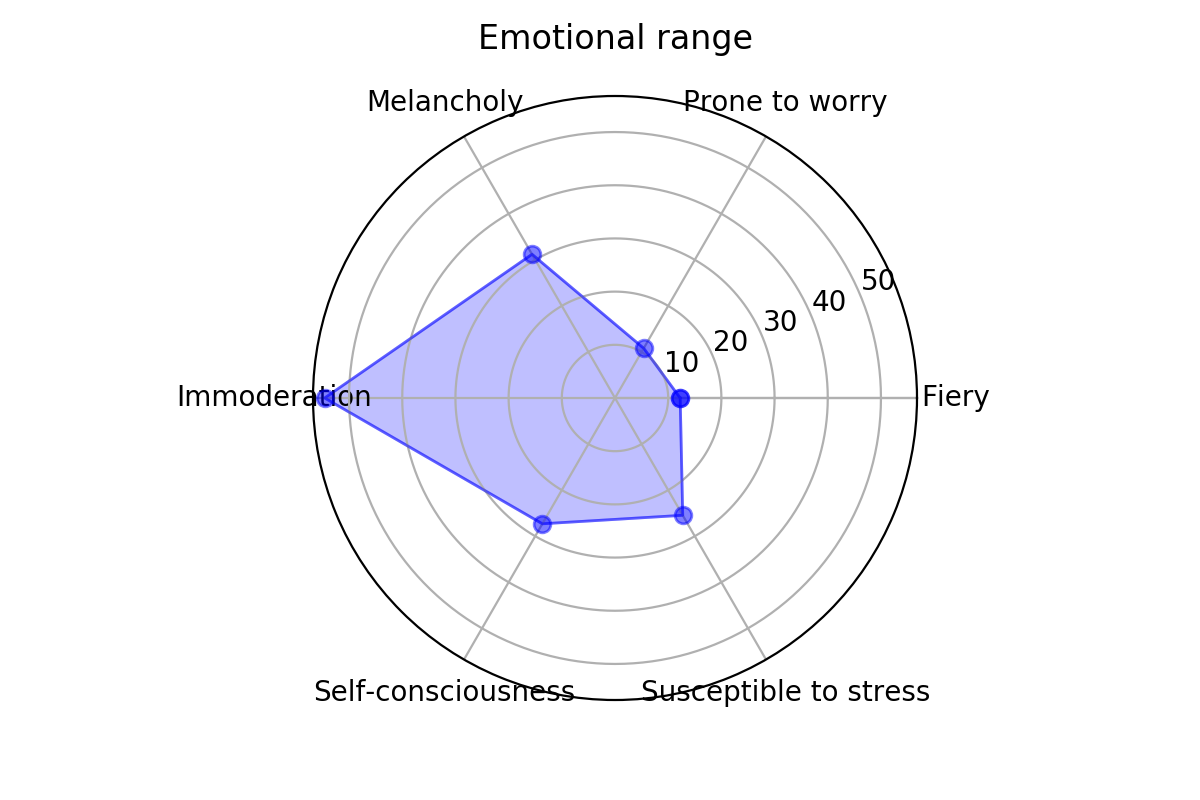 Emotional range
Melancholy
Prone to worry
50
40
30
20
10
Immoderation
Fiery
Self-consciousness
Susceptible to stress